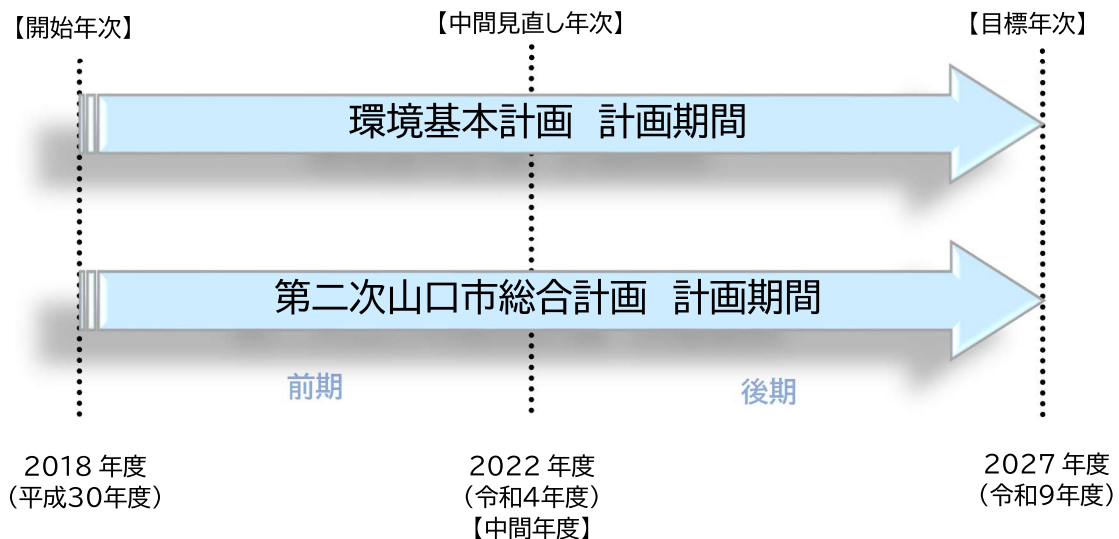 【開始年次】
【中間見直し年次】
【目標年次】
環境基本計画　計画期間
第二次山口市総合計画　計画期間
前期
後期
2018 年度
（平成30年度）
2022 年度
（令和4年度）
【中間年度】
2027 年度
（令和9年度）